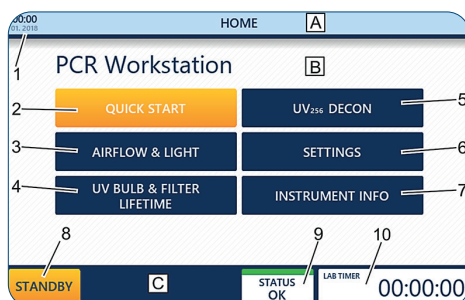 00:00 HOME A
01. 2018
1
PCR Workstation B
2 QUICK START UV₂₅₆ DECON 5
3 AIRFLOW & LIGHT SETTINGS 6
4 UV BULB & FILTER
LIFETIME INSTRUMENT INFO 7
8 9 10
STANDBY C STATUS
OK LAB TIMER
00:00:00